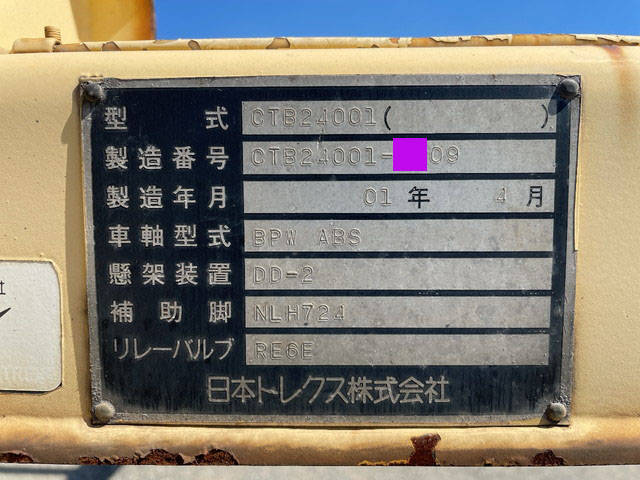 型式 CTB24001( )
製造番号 CTB24001- 09
製造年月 01年 4月
車軸型式 BPW ABS
懸架装置 DD-2
補助脚 NLH724
リレーバルブ RE6E
日本トレクス株式会社